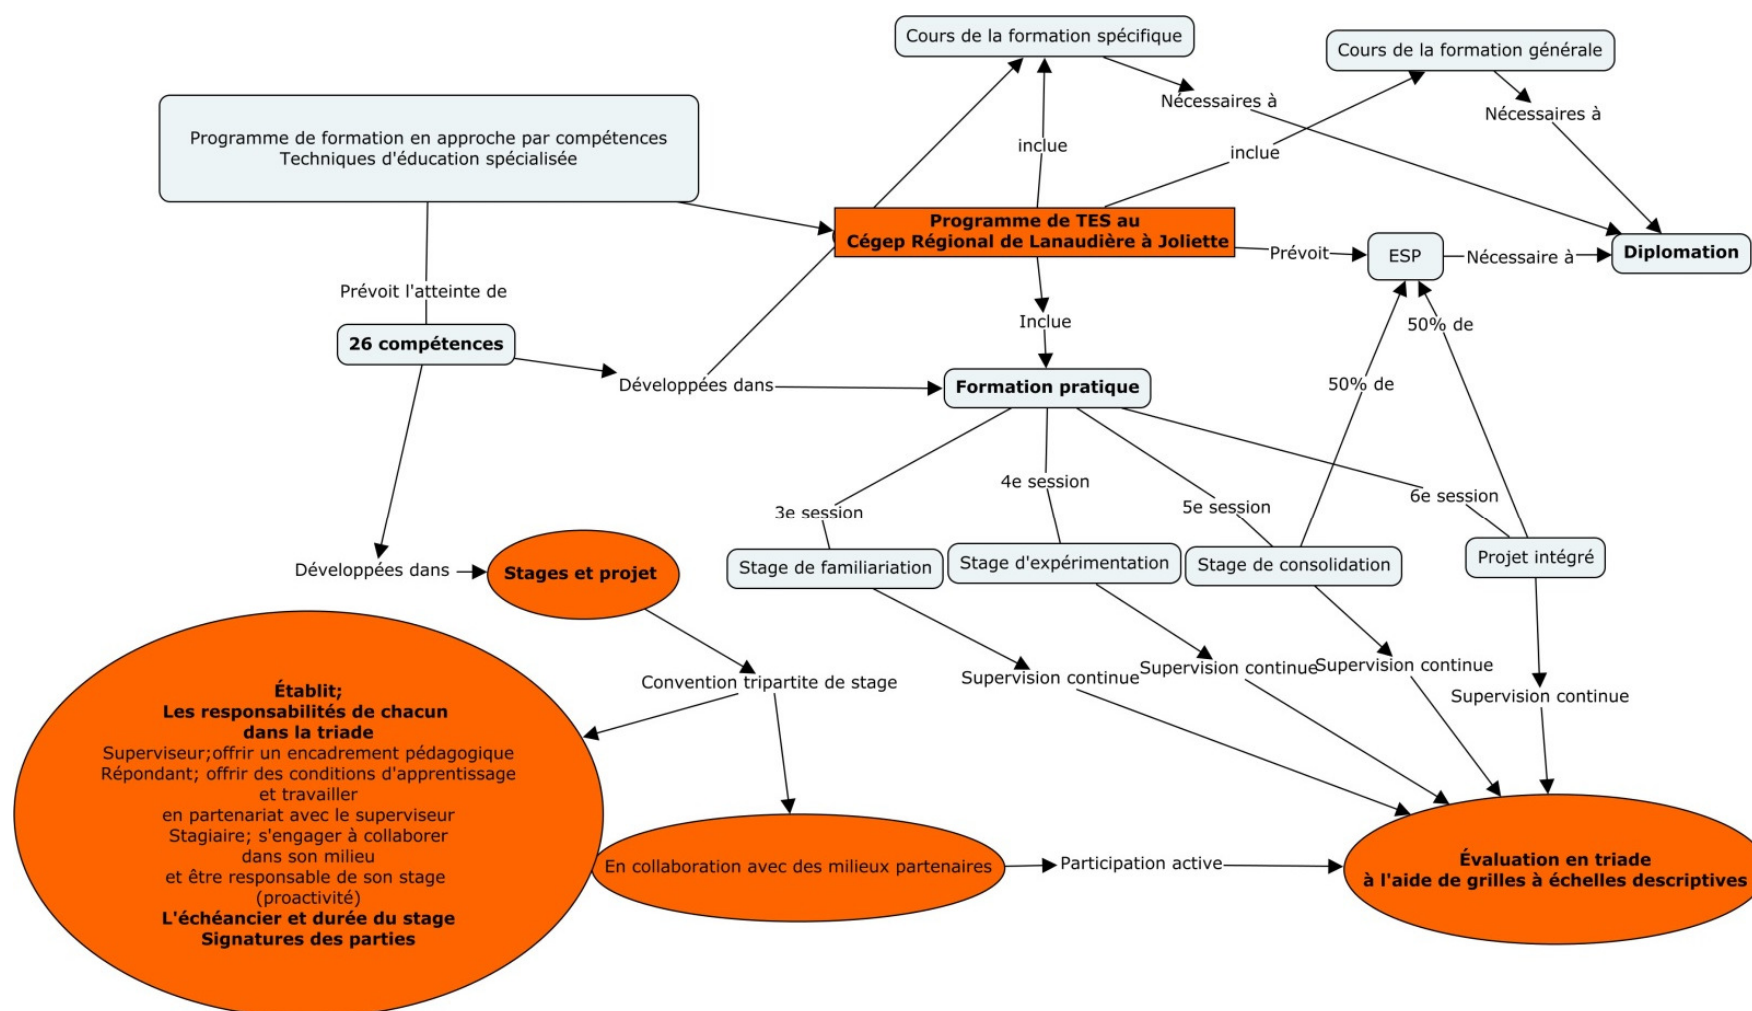 Cours de la formation spécifique
Cours de la formation générale
Nécessaires à
Nécessaires à
Programme de formation en approche par compétences
Techniques d'éducation spécialisée
inclue
inclue
Programme de TES au
Cégep Régional de Lanaudière à Joliette
Prévoit
ESP
Nécessaire à
Diplomation
Prévoit l'atteinte de
Inclue
50% de
26 compétences
Développées dans
Formation pratique
50% de
3e session
4e session
5e session
6e session
Stage de familiariation
Stage d'expérimentation
Stage de consolidation
Projet intégré
Développées dans
Stages et projet
Convention tripartite de stage
Supervision continue
Supervision continue
Supervision continue
Supervision continue
Établit;
Les responsabilités de chacun
dans la triade
Superviseur;offrir un encadrement pédagogique
Répondant; offrir des conditions d'apprentissage
et travailler
en partenariat avec le superviseur
Stagiaire; s'engager à collaborer
dans son milieu
et être responsable de son stage
(proactivité)
L'échéancier et durée du stage
Signatures des parties
En collaboration avec des milieux partenaires
Participation active
Évaluation en triade
à l'aide de grilles à échelles descriptives